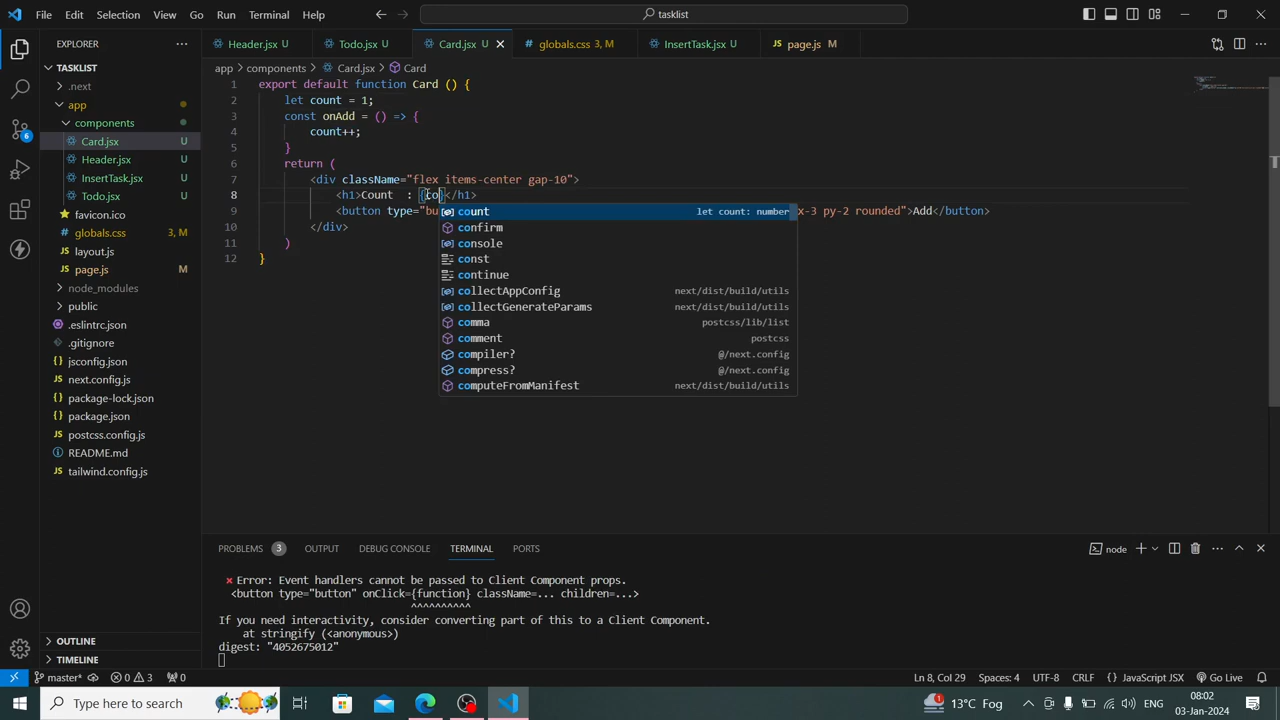 File Edit Selection View Go Run Terminal Help
tasklist
EXPLORER
Header.jsx U
Todo.jsx U
Card.jsx U
globals.css 3, M
InsertTask.jsx U
page.js M
TASKLIST
app > components > Card.jsx > Card
.next
app
components
Card.jsx U
Header.jsx U
InsertTask.jsx U
Todo.jsx U
favicon.ico
globals.css 3, M
layout.js
page.js M
node_modules
public
.eslintrc.json
.gitignore
jsconfig.json
next.config.js
package-lock.json
package.json
postcss.config.js
README.md
tailwind.config.js
OUTLINE
TIMELINE
6
1 export default function Card () {
2 let count = 1;
3 const onAdd = () => {
4 count++;
5 }
6 return (
7 <div className="flex items-center gap-10">
8 <h1>Count  : {co}</h1>
9 <button type="bu x-3 py-2 rounded">Add</button>
10 </div>
11 )
12 }
count let count: number
confirm
console
const
continue
collectAppConfig next/dist/build/utils
collectGenerateParams next/dist/build/utils
comma postcss/lib/list
comment postcss
compiler? @/next.config
compress? @/next.config
computeFromManifest next/dist/build/utils
PROBLEMS 3 OUTPUT DEBUG CONSOLE TERMINAL PORTS
node
× Error: Event handlers cannot be passed to Client Component props.
<button type="button" onClick={function} className=... children=...>
^^^^^^^^^^
If you need interactivity, consider converting part of this to a Client Component.
at stringify (<anonymous>)
digest: "4052675012"
master* 0 3 0
Ln 8, Col 29 Spaces: 4 UTF-8 CRLF {} JavaScript JSX Go Live
Type here to search
13°C Fog
08:02
03-Jan-2024